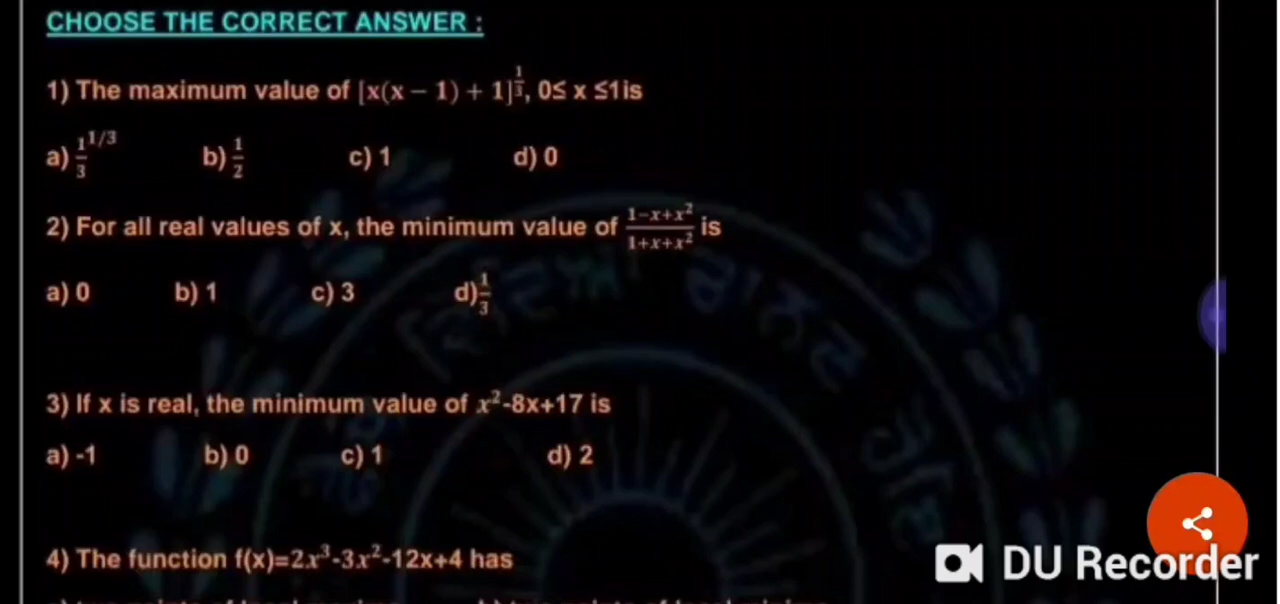 CHOOSE THE CORRECT ANSWER :
1) The maximum value of [x(x − 1) + 1]^{1/3}, 0≤ x ≤1is
a) 1/3^{1/3} b) 1/2 c) 1 d) 0
2) For all real values of x, the minimum value of (1−x+x²)/(1+x+x²) is
a) 0 b) 1 c) 3 d) 1/3
3) If x is real, the minimum value of x²-8x+17 is
a) -1 b) 0 c) 1 d) 2
4) The function f(x)=2x³-3x²-12x+4 has
DU Recorder